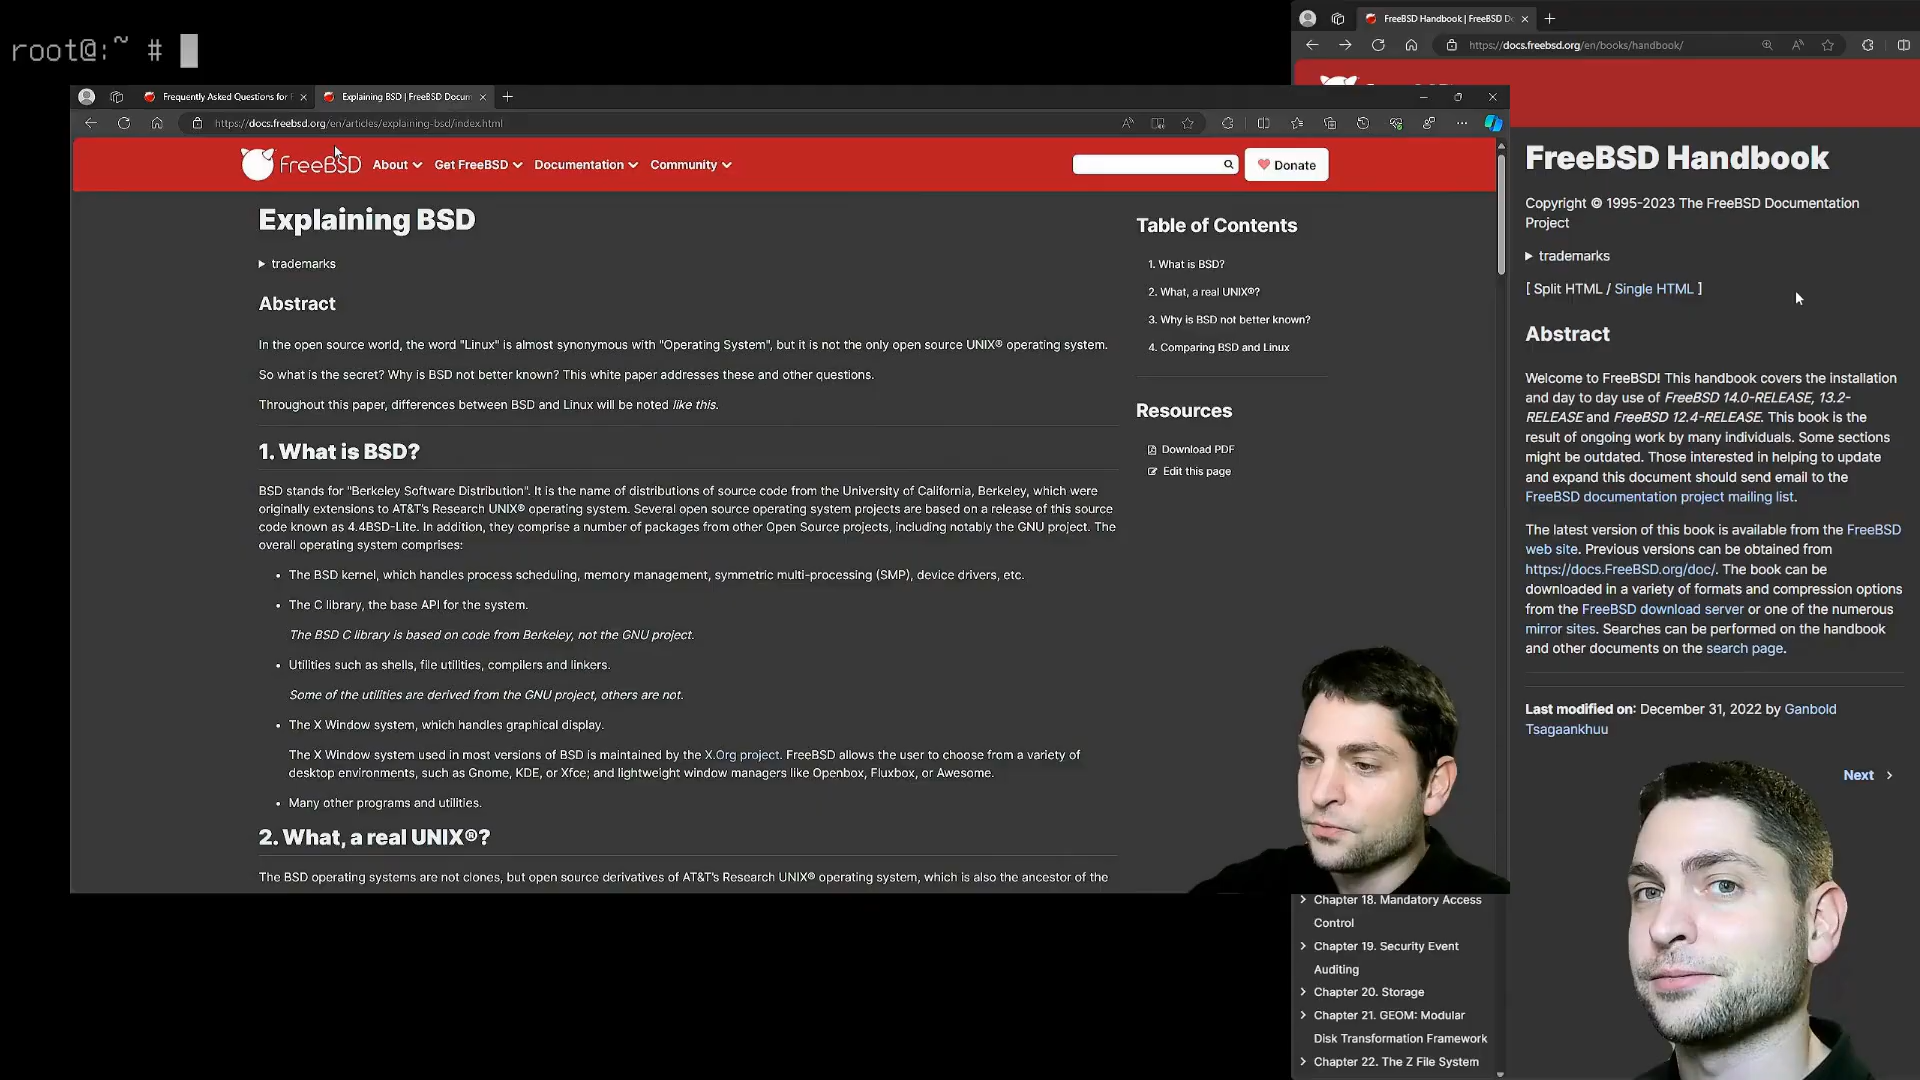 root@:~ #
Frequently Asked Questions for F
Explaining BSD | FreeBSD Docum
https://docs.freebsd.org/en/articles/explaining-bsd/index.html
FreeBSD
About
Get FreeBSD
Documentation
Community
Donate
Explaining BSD
trademarks
Abstract
In the open source world, the word "Linux" is almost synonymous with "Operating System", but it is not the only open source UNIX® operating system.
So what is the secret? Why is BSD not better known? This white paper addresses these and other questions.
Throughout this paper, differences between BSD and Linux will be noted like this.
1. What is BSD?
BSD stands for "Berkeley Software Distribution". It is the name of distributions of source code from the University of California, Berkeley, which were
originally extensions to AT&T's Research UNIX® operating system. Several open source operating system projects are based on a release of this source
code known as 4.4BSD-Lite. In addition, they comprise a number of packages from other Open Source projects, including notably the GNU project. The
overall operating system comprises:
• The BSD kernel, which handles process scheduling, memory management, symmetric multi-processing (SMP), device drivers, etc.
• The C library, the base API for the system.
The BSD C library is based on code from Berkeley, not the GNU project.
• Utilities such as shells, file utilities, compilers and linkers.
Some of the utilities are derived from the GNU project, others are not.
• The X Window system, which handles graphical display.
The X Window system used in most versions of BSD is maintained by the X.Org project. FreeBSD allows the user to choose from a variety of
desktop environments, such as Gnome, KDE, or Xfce; and lightweight window managers like Openbox, Fluxbox, or Awesome.
• Many other programs and utilities.
2. What, a real UNIX®?
The BSD operating systems are not clones, but open source derivatives of AT&T's Research UNIX® operating system, which is also the ancestor of the
Table of Contents
1. What is BSD?
2. What, a real UNIX®?
3. Why is BSD not better known?
4. Comparing BSD and Linux
Resources
Download PDF
Edit this page
FreeBSD Handbook | FreeBSD D
https://docs.freebsd.org/en/books/handbook/
FreeBSD Handbook
Copyright © 1995-2023 The FreeBSD Documentation
Project
trademarks
[ Split HTML / Single HTML ]
Abstract
Welcome to FreeBSD! This handbook covers the installation
and day to day use of FreeBSD 14.0-RELEASE, 13.2-
RELEASE and FreeBSD 12.4-RELEASE. This book is the
result of ongoing work by many individuals. Some sections
might be outdated. Those interested in helping to update
and expand this document should send email to the
FreeBSD documentation project mailing list.
The latest version of this book is available from the FreeBSD
web site. Previous versions can be obtained from
https://docs.FreeBSD.org/doc/. The book can be
downloaded in a variety of formats and compression options
from the FreeBSD download server or one of the numerous
mirror sites. Searches can be performed on the handbook
and other documents on the search page.
Last modified on: December 31, 2022 by Ganbold
Tsagaankhuu
Next
Chapter 18. Mandatory Access
Control
Chapter 19. Security Event
Auditing
Chapter 20. Storage
Chapter 21. GEOM: Modular
Disk Transformation Framework
Chapter 22. The Z File System